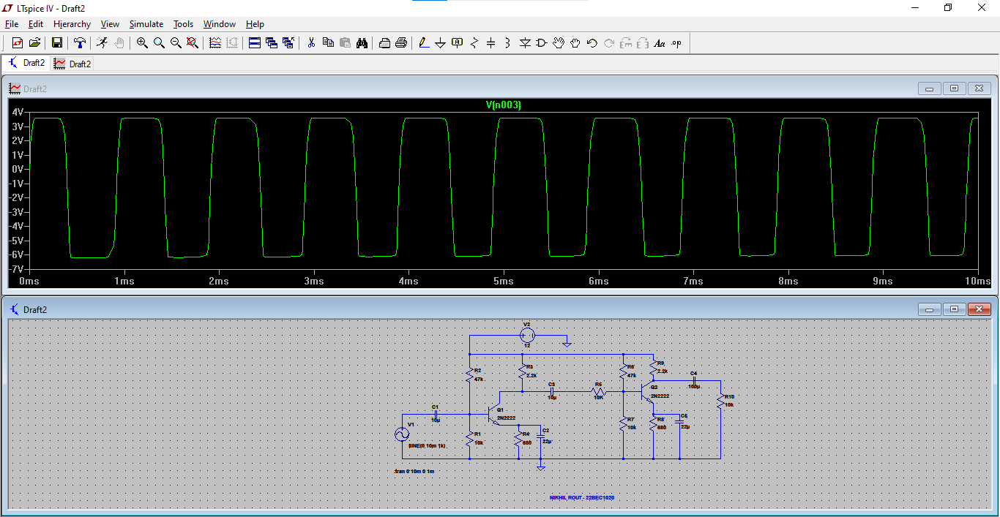 LTspice IV - Draft2
File Edit Hierarchy View Simulate Tools Window Help
Aa .op
Draft2 Draft2
Draft2
V(n003)
4V
3V
2V
1V
0V
-1V
-2V
-3V
-4V
-5V
-6V
-7V
0ms 1ms 2ms 3ms 4ms 5ms 6ms 7ms 8ms 9ms 10ms
Draft2
V2
12
R2
47k
R3
2.2k
R6
47k
R9
2.2k
C4
100µ
C3
10µ
R5
10K
Q2
2N2222
R10
10k
C1
10µ
Q1
2N2222
V1
SINE(0 10m 1k)
R1
10k
R4
680
C2
22µ
R7
10k
R8
680
C5
22µ
.tran 0 10m 0 1m
NIKHIL ROUT - 22BEC1020